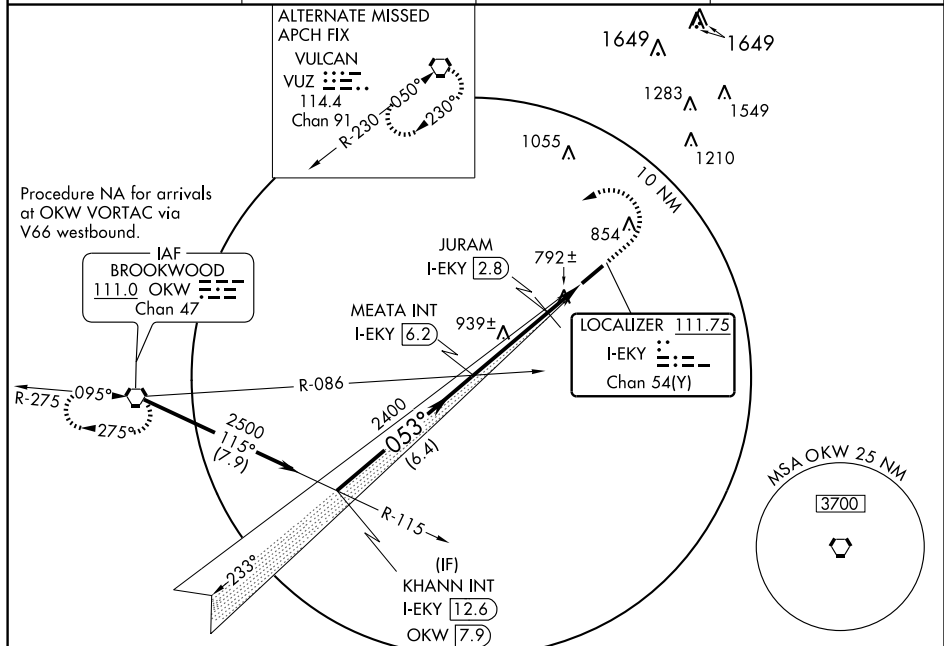 ALTERNATE MISSED
APCH FIX
VULCAN
VUZ
114.4
Chan 91
R-230
050°
230°
1649
1649
1283
1549
1210
1055
10 NM
854
Procedure NA for arrivals
at OKW VORTAC via
V66 westbound.
IAF
BROOKWOOD
111.0 OKW
Chan 47
JURAM
I-EKY 2.8
792±
MEATA INT
I-EKY 6.2
939±
LOCALIZER 111.75
I-EKY
Chan 54(Y)
R-275
095°
275°
R-086
2500
115°
(7.9)
2400
053°
(6.4)
R-115
233°
(IF)
KHANN INT
I-EKY 12.6
OKW 7.9
MSA OKW 25 NM
3700